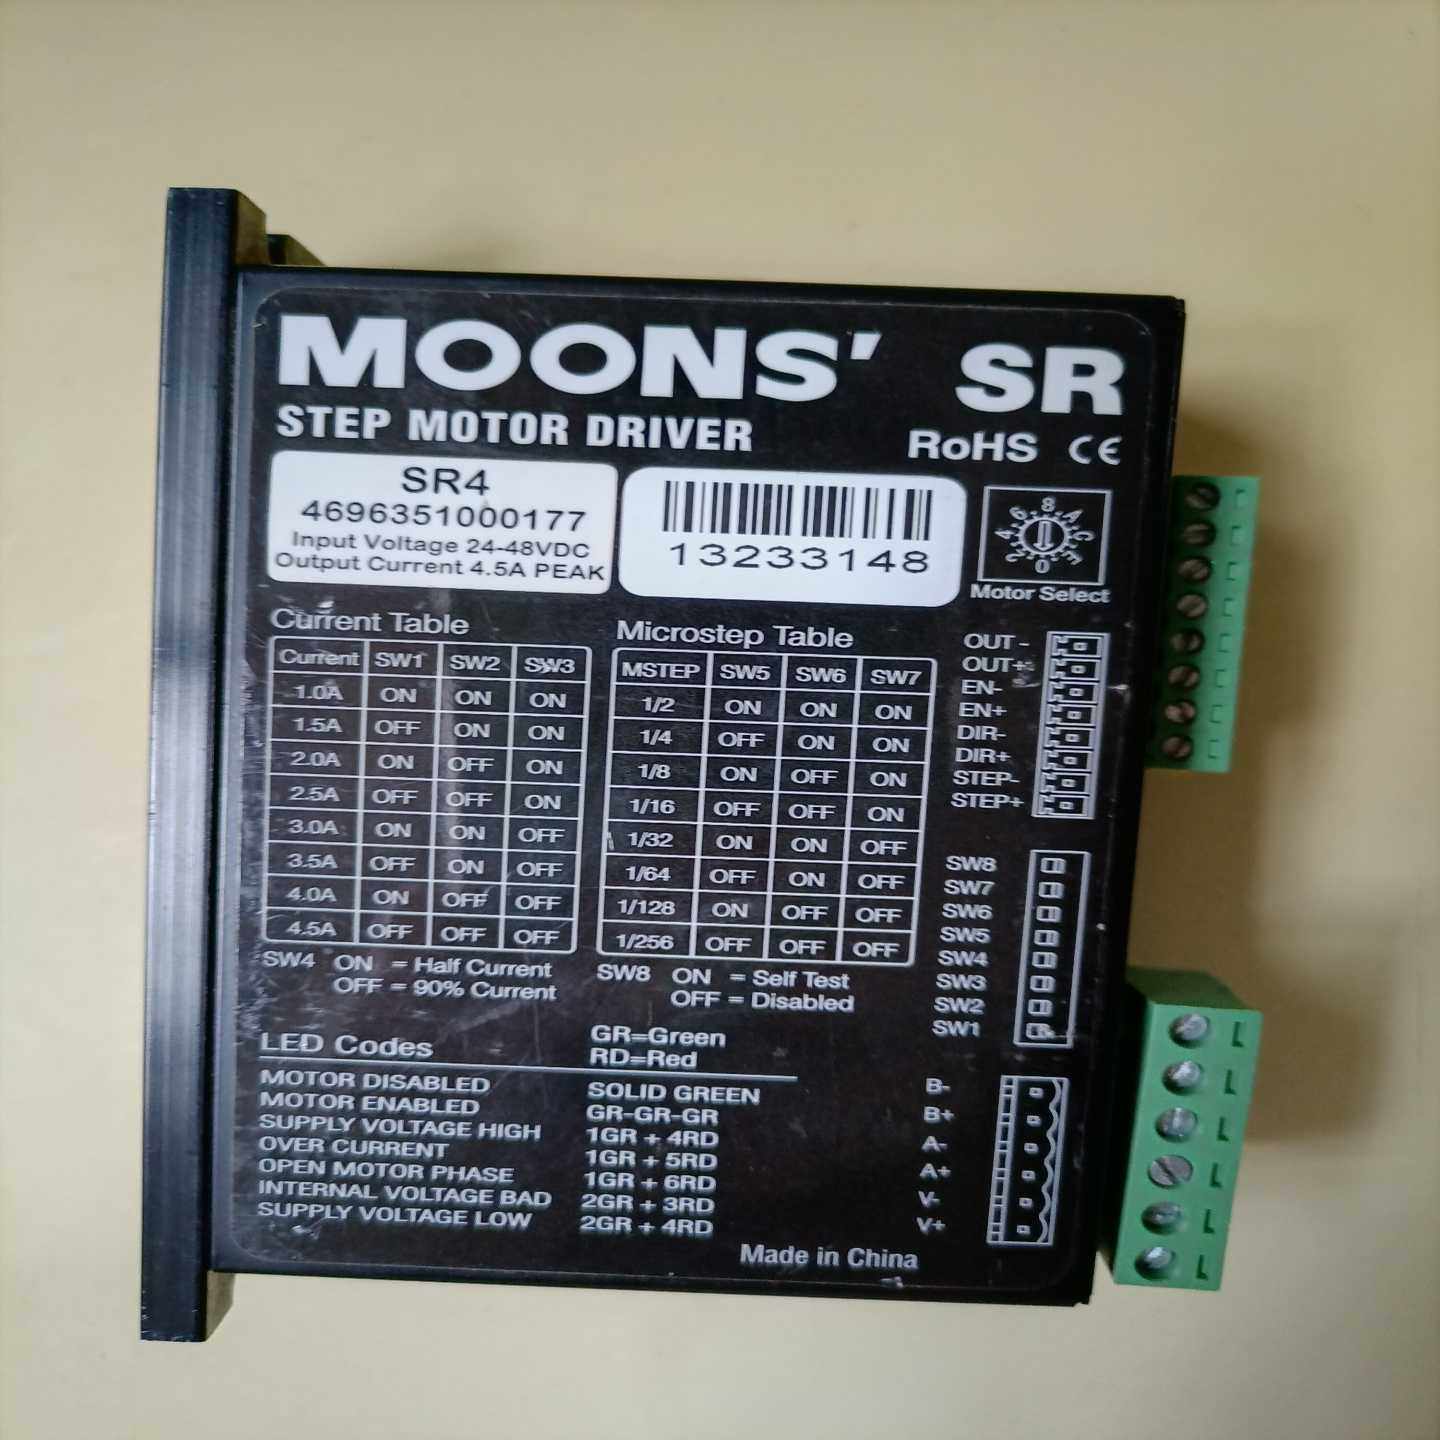 MOONS' SR
STEP MOTOR DRIVER
RoHS CE
SR4
4696351000177
Input Voltage 24-48VDC
Output Current 4.5A PEAK
13233148
0 2 4 6 8 A C E
Motor Select
Current Table
Current SW1 SW2 SW3
1.0A ON ON ON
1.5A OFF ON ON
2.0A ON OFF ON
2.5A OFF OFF ON
3.0A ON ON OFF
3.5A OFF ON OFF
4.0A ON OFF OFF
4.5A OFF OFF OFF
SW4 ON = Half Current
OFF = 90% Current
Microstep Table
MSTEP SW5 SW6 SW7
1/2 ON ON ON
1/4 OFF ON ON
1/8 ON OFF ON
1/16 OFF OFF ON
1/32 ON ON OFF
1/64 OFF ON OFF
1/128 ON OFF OFF
1/256 OFF OFF OFF
SW8 ON = Self Test
OFF = Disabled
OUT-
OUT+
EN-
EN+
DIR-
DIR+
STEP-
STEP+
SW8
SW7
SW6
SW5
SW4
SW3
SW2
SW1
B-
B+
A-
A+
V-
V+
LED Codes
GR=Green
RD=Red
MOTOR DISABLED SOLID GREEN
MOTOR ENABLED GR-GR-GR
SUPPLY VOLTAGE HIGH 1GR + 4RD
OVER CURRENT 1GR + 5RD
OPEN MOTOR PHASE 1GR + 6RD
INTERNAL VOLTAGE BAD 2GR + 3RD
SUPPLY VOLTAGE LOW 2GR + 4RD
Made in China